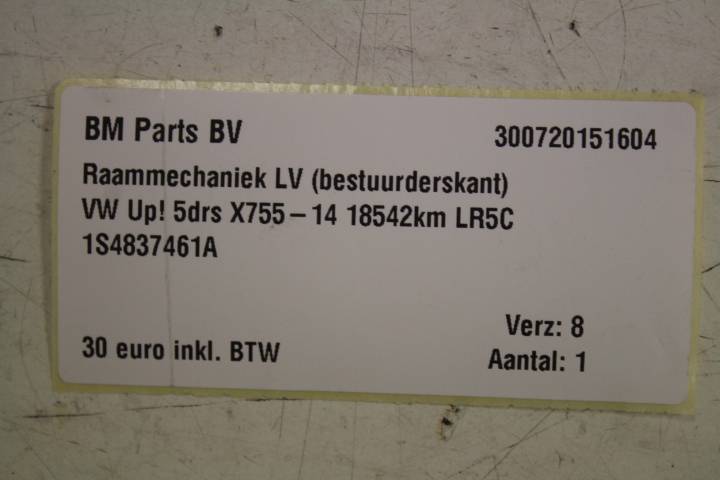 BM Parts BV 300720151604
Raammechaniek LV (bestuurderskant)
VW Up! 5drs X755-14 18542km LR5C
1S4837461A
Verz: 8
30 euro inkl. BTW Aantal: 1